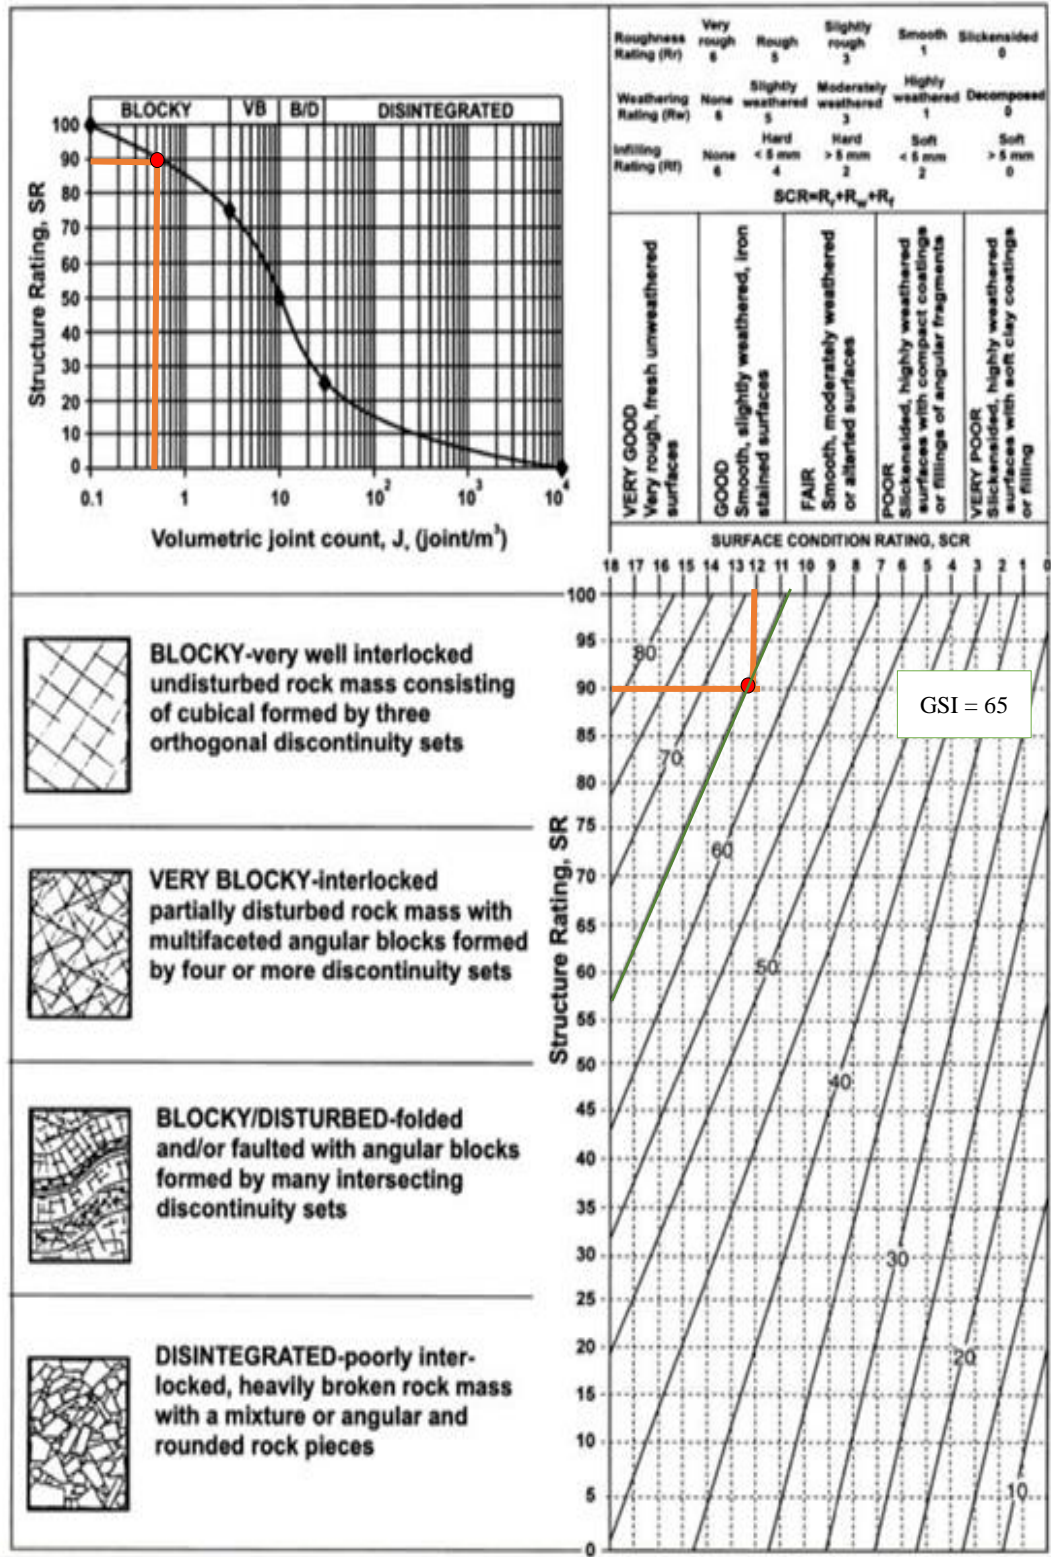 Roughness Rating (Rr)
Very rough 6
Rough 5
Slightly rough 3
Smooth 1
Slickensided 0
Weathering Rating (Rw)
None 6
Slightly weathered 5
Moderately weathered 3
Highly weathered 1
Decomposed 0
Infilling Rating (Rf)
None 6
Hard < 5 mm 4
Hard > 5 mm 2
Soft < 5 mm 2
Soft > 5 mm 0
SCR=Rr+Rw+Rf
BLOCKY
VB
B/D
DISINTEGRATED
Structure Rating, SR
100
90
80
70
60
50
40
30
20
10
0
0.1
1
10
10²
10³
10⁴
Volumetric joint count, Jv (joint/m³)
VERY GOOD
Very rough, fresh unweathered
surfaces
GOOD
Smooth, slightly weathered, iron
stained surfaces
FAIR
Smooth, moderately weathered
or altarted surfaces
POOR
Slickensided, highly weathered
surfaces with compact coatings
or fillings of angular fragments
VERY POOR
Slickensided, highly weathered
surfaces with soft clay coatings
or filling
SURFACE CONDITION RATING, SCR
18 17 16 15 14 13 12 11 10 9 8 7 6 5 4 3 2 1 0
BLOCKY-very well interlocked
undisturbed rock mass consisting
of cubical formed by three
orthogonal discontinuity sets
VERY BLOCKY-interlocked
partially disturbed rock mass with
multifaceted angular blocks formed
by four or more discontinuity sets
BLOCKY/DISTURBED-folded
and/or faulted with angular blocks
formed by many intersecting
discontinuity sets
DISINTEGRATED-poorly inter-
locked, heavily broken rock mass
with a mixture or angular and
rounded rock pieces
Structure Rating, SR
100
95
90
85
80
75
70
65
60
55
50
45
40
35
30
25
20
15
10
5
0
80
70
60
50
40
30
20
10
GSI = 65